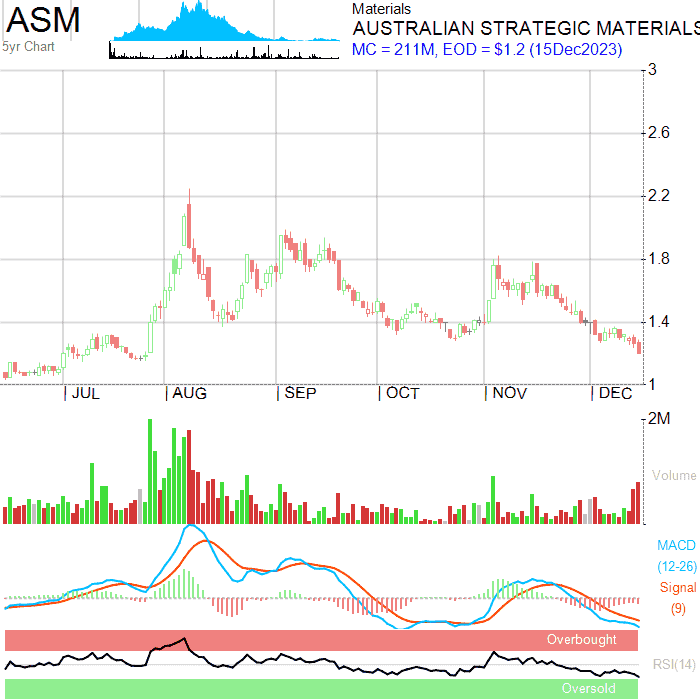 ASM
5yr Chart
Materials
AUSTRALIAN STRATEGIC MATERIALS
MC = 211M, EOD = $1.2 (15Dec2023)
3
2.6
2.2
1.8
1.4
1
JUL
AUG
SEP
OCT
NOV
DEC
2M
Volume
MACD
(12-26)
Signal
(9)
Overbought
RSI(14)
Oversold